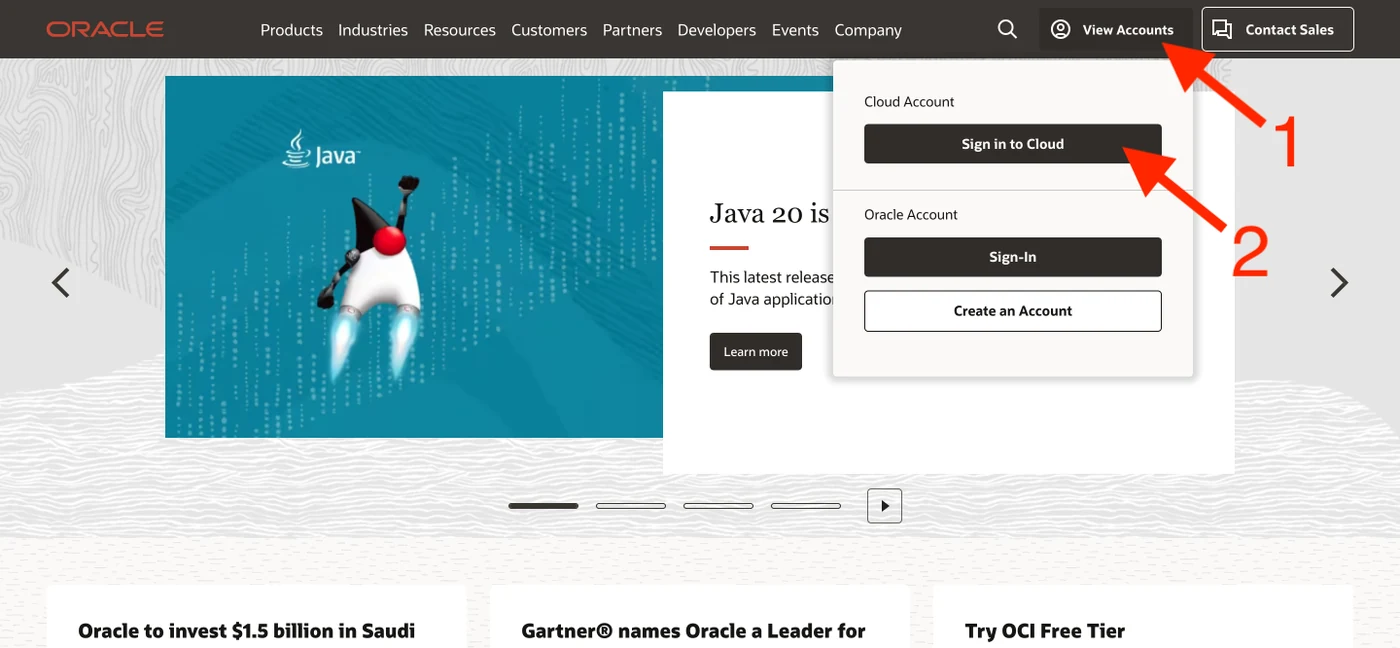 ORACLE
Products Industries Resources Customers Partners Developers Events Company
View Accounts
Contact Sales
Java™
Java 20 is
This latest release
of Java application
Learn more
Cloud Account
Sign in to Cloud
Oracle Account
Sign-In
Create an Account
1
2
Oracle to invest $1.5 billion in Saudi
Gartner® names Oracle a Leader for
Try OCI Free Tier